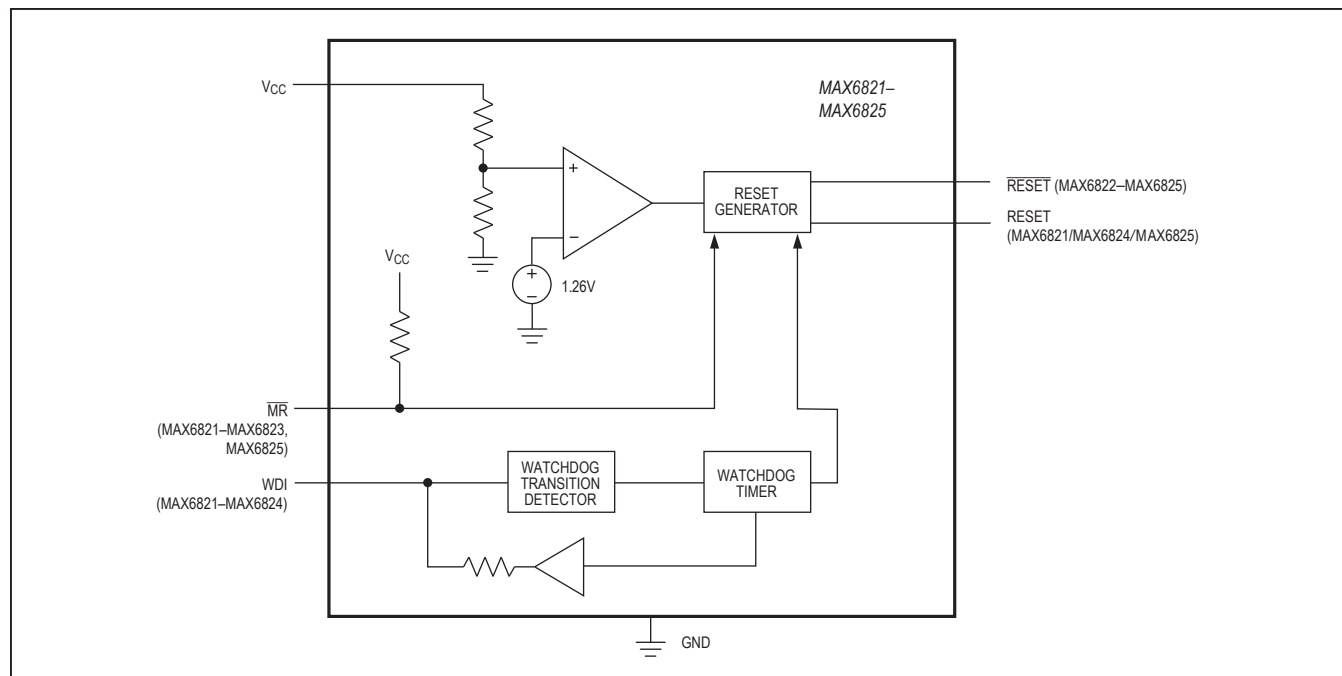 MAX6821–
MAX6825
VCC
+
−
RESET
GENERATOR
RESET (MAX6822–MAX6825)
RESET
(MAX6821/MAX6824/MAX6825)
VCC
+
−
1.26V
MR
(MAX6821–MAX6823,
MAX6825)
WDI
(MAX6821–MAX6824)
WATCHDOG
TRANSITION
DETECTOR
WATCHDOG
TIMER
GND